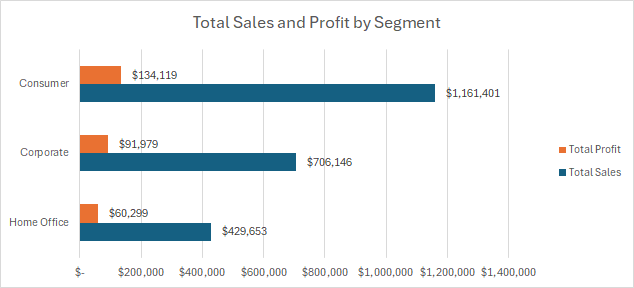 Total Sales and Profit by Segment
Consumer
$134,119
$1,161,401
Corporate
$91,979
$706,146
Home Office
$60,299
$429,653
Total Profit
Total Sales
$- $200,000 $400,000 $600,000 $800,000 $1,000,000 $1,200,000 $1,400,000